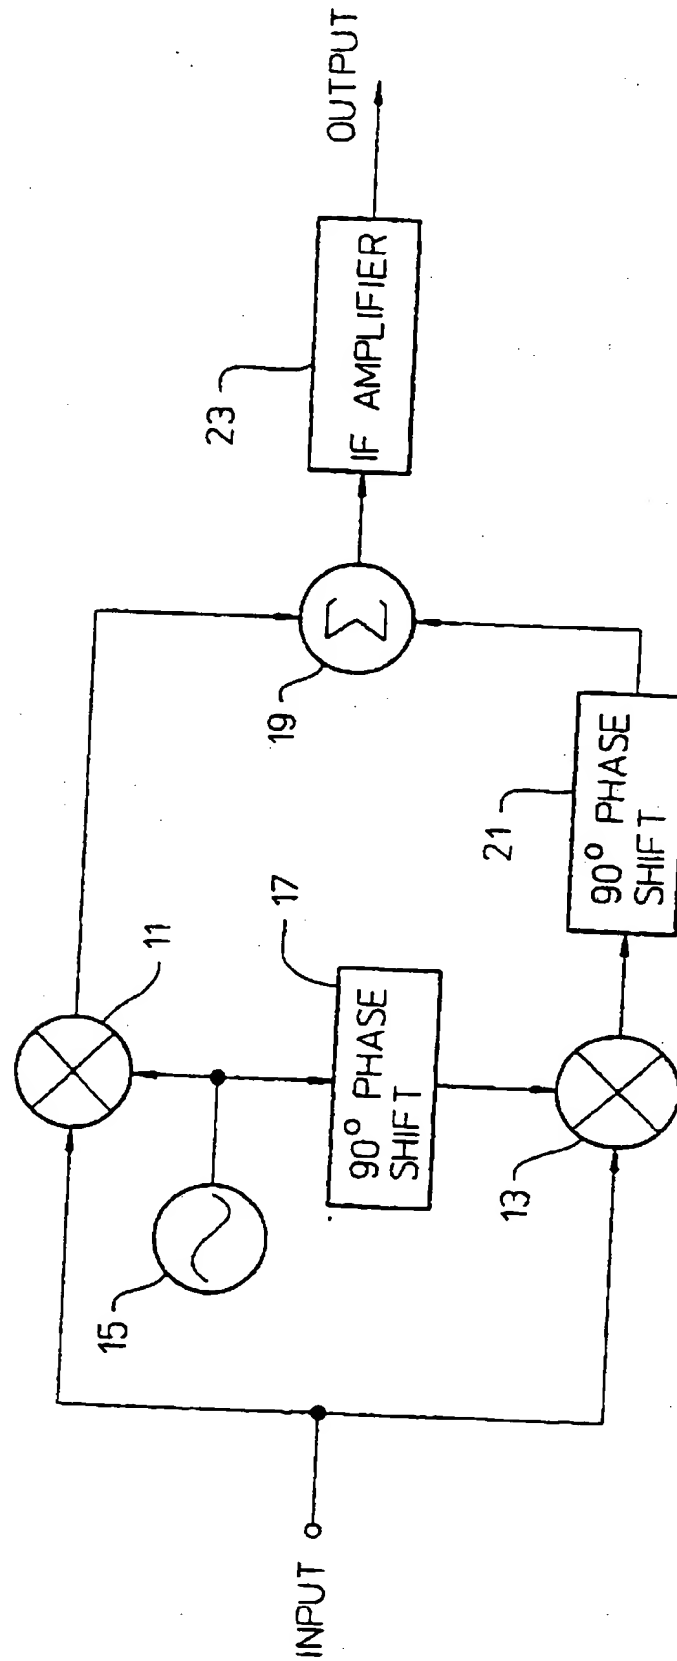 INPUT
15
11
17
90° PHASE
SHIFT
13
19
21
90° PHASE
SHIFT
23
IF AMPLIFIER
OUTPUT
Σ